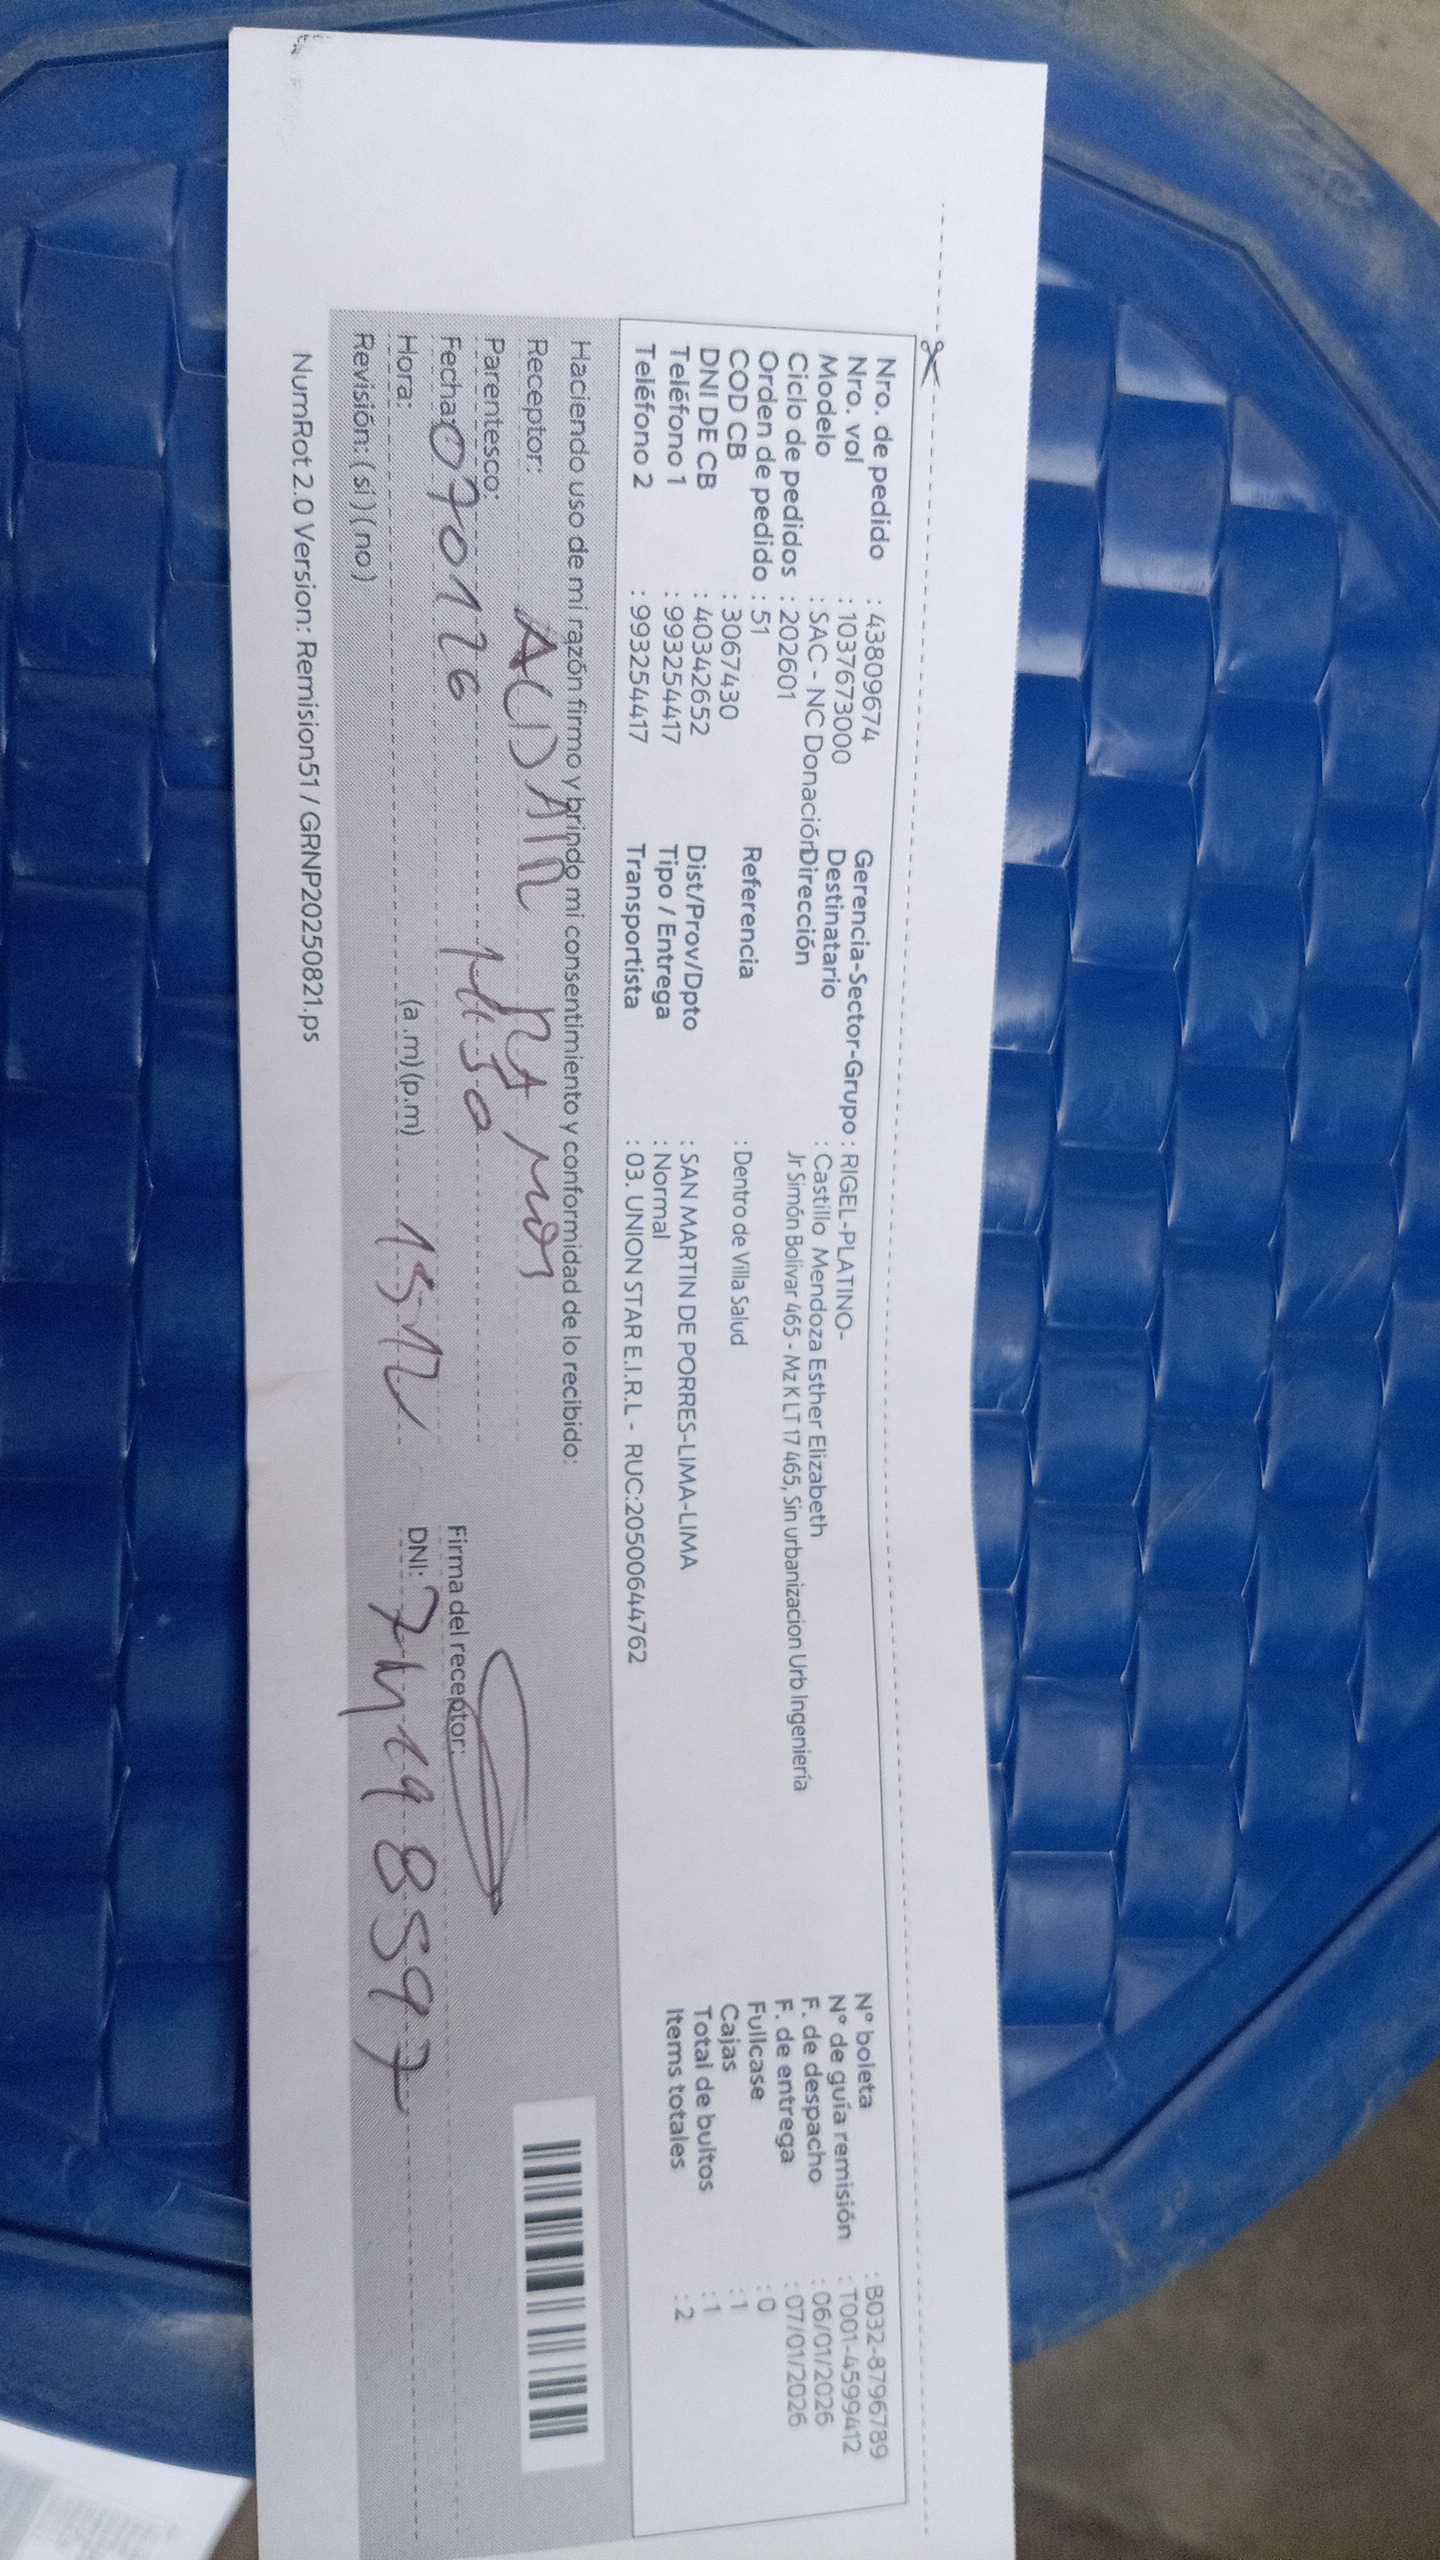 Nro. de pedido : 43809674
Nro. vol : 1037673000
Modelo : SAC - NC Donación
Ciclo de pedidos : 202601
Orden de pedido : 51
COD CB : 3067430
DNI DE CB : 40342652
Teléfono 1 : 993254417
Teléfono 2 : 993254417
Gerencia-Sector-Grupo : RIGEL-PLATINO-
Destinatario : Castillo Mendoza Esther Elizabeth
Dirección Jr Simón Bolivar 465 - Mz K LT 17 465, Sin urbanizacion Urb Ingeniería
Referencia : Dentro de Villa Salud
Dist/Prov/Dpto : SAN MARTIN DE PORRES-LIMA-LIMA
Tipo / Entrega : Normal
Transportista : 03. UNION STAR E.I.R.L - RUC:20500644762
N° boleta : B032-8796789
N° de guía remisión : T001-4599412
F. de despacho : 06/01/2026
F. de entrega : 07/01/2026
Fullcase : 0
Cajas : 1
Total de bultos : 1
Items totales : 2
Haciendo uso de mi razón firmo y brindo mi consentimiento y conformidad de lo recibido:
Receptor:
Parentesco:
Fecha: 070126
Hora: (a .m) (p.m)
Revisión: ( si ) ( no )
Firma del receptor:
DNI:
NumRot 2.0 Version: Remision51 / GRNP20250821.ps